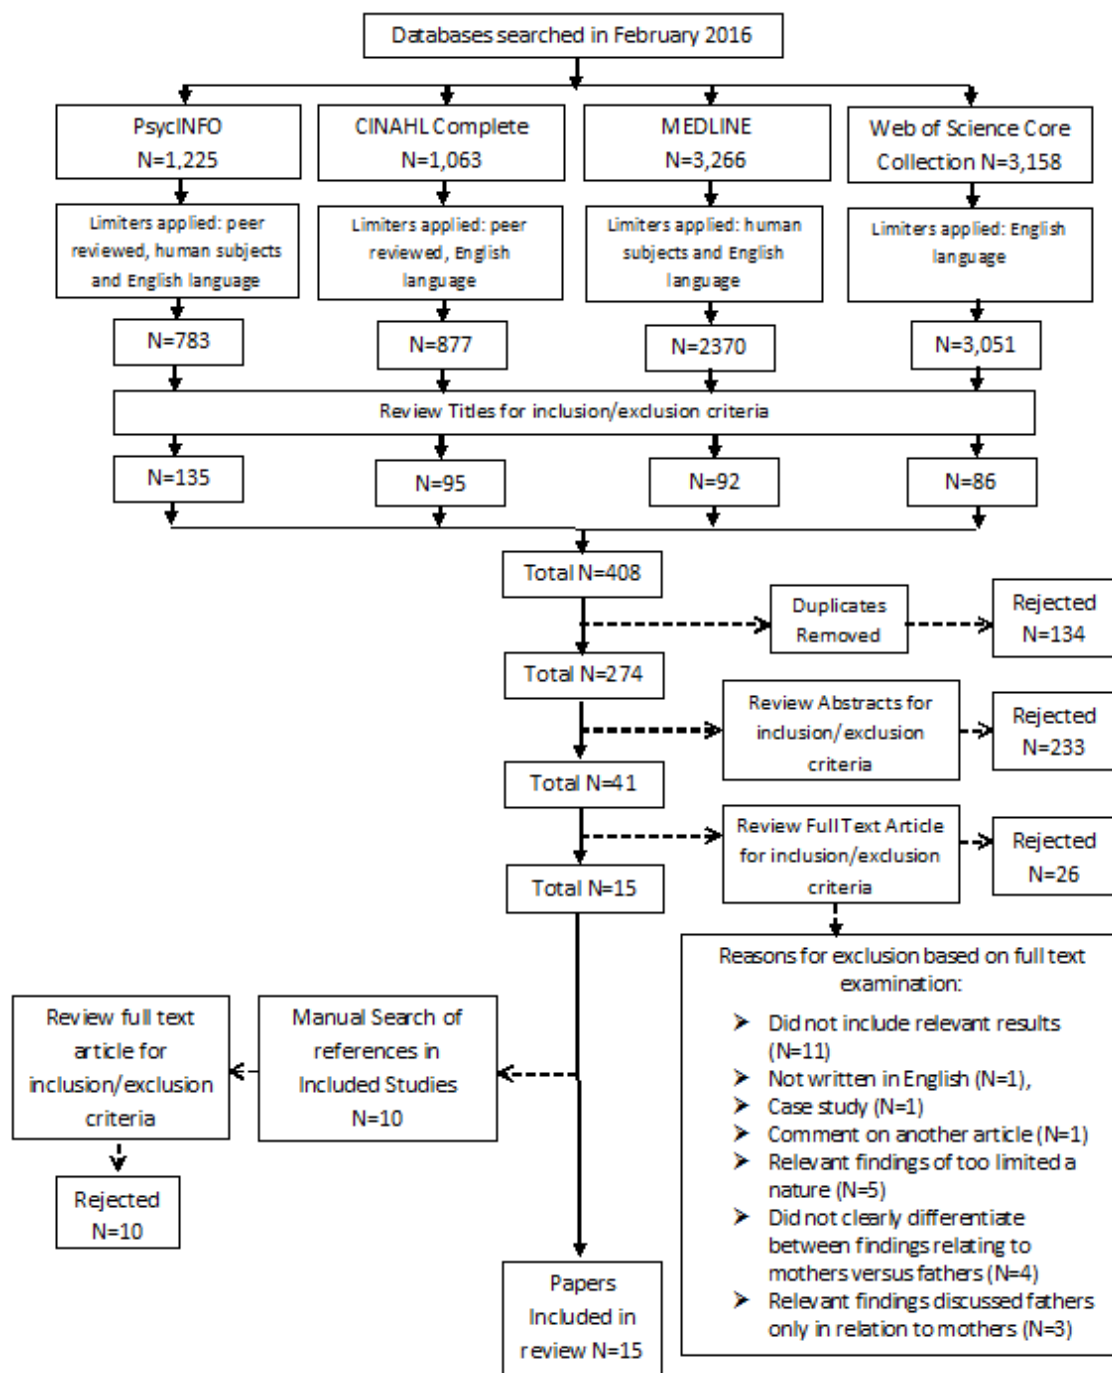 Databases searched in February 2016
PsycINFO
N=1,225
CINAHL Complete
N=1,063
MEDLINE
N=3,266
Web of Science Core
Collection N=3,158
Limiters applied: peer
reviewed, human subjects
and English language
Limiters applied: peer
reviewed, English
language
Limiters applied: human
subjects and English
language
Limiters applied: English
language
N=783
N=877
N=2370
N=3,051
Review Titles for inclusion/exclusion criteria
N=135
N=95
N=92
N=86
Total N=408
Duplicates
Removed
Rejected
N=134
Total N=274
Review Abstracts for
inclusion/exclusion
criteria
Rejected
N=233
Total N=41
Review Full Text Article
for inclusion/exclusion
criteria
Rejected
N=26
Total N=15
Reasons for exclusion based on full text
examination:
➢ Did not include relevant results
(N=11)
➢ Not written in English (N=1),
➢ Case study (N=1)
➢ Comment on another article (N=1)
➢ Relevant findings of too limited a
nature (N=5)
➢ Did not clearly differentiate
between findings relating to
mothers versus fathers (N=4)
➢ Relevant findings discussed fathers
only in relation to mothers (N=3)
Manual Search of
references in
Included Studies
N=10
Review full text
article for
inclusion/exclusion
criteria
Rejected
N=10
Papers
Included in
review N=15